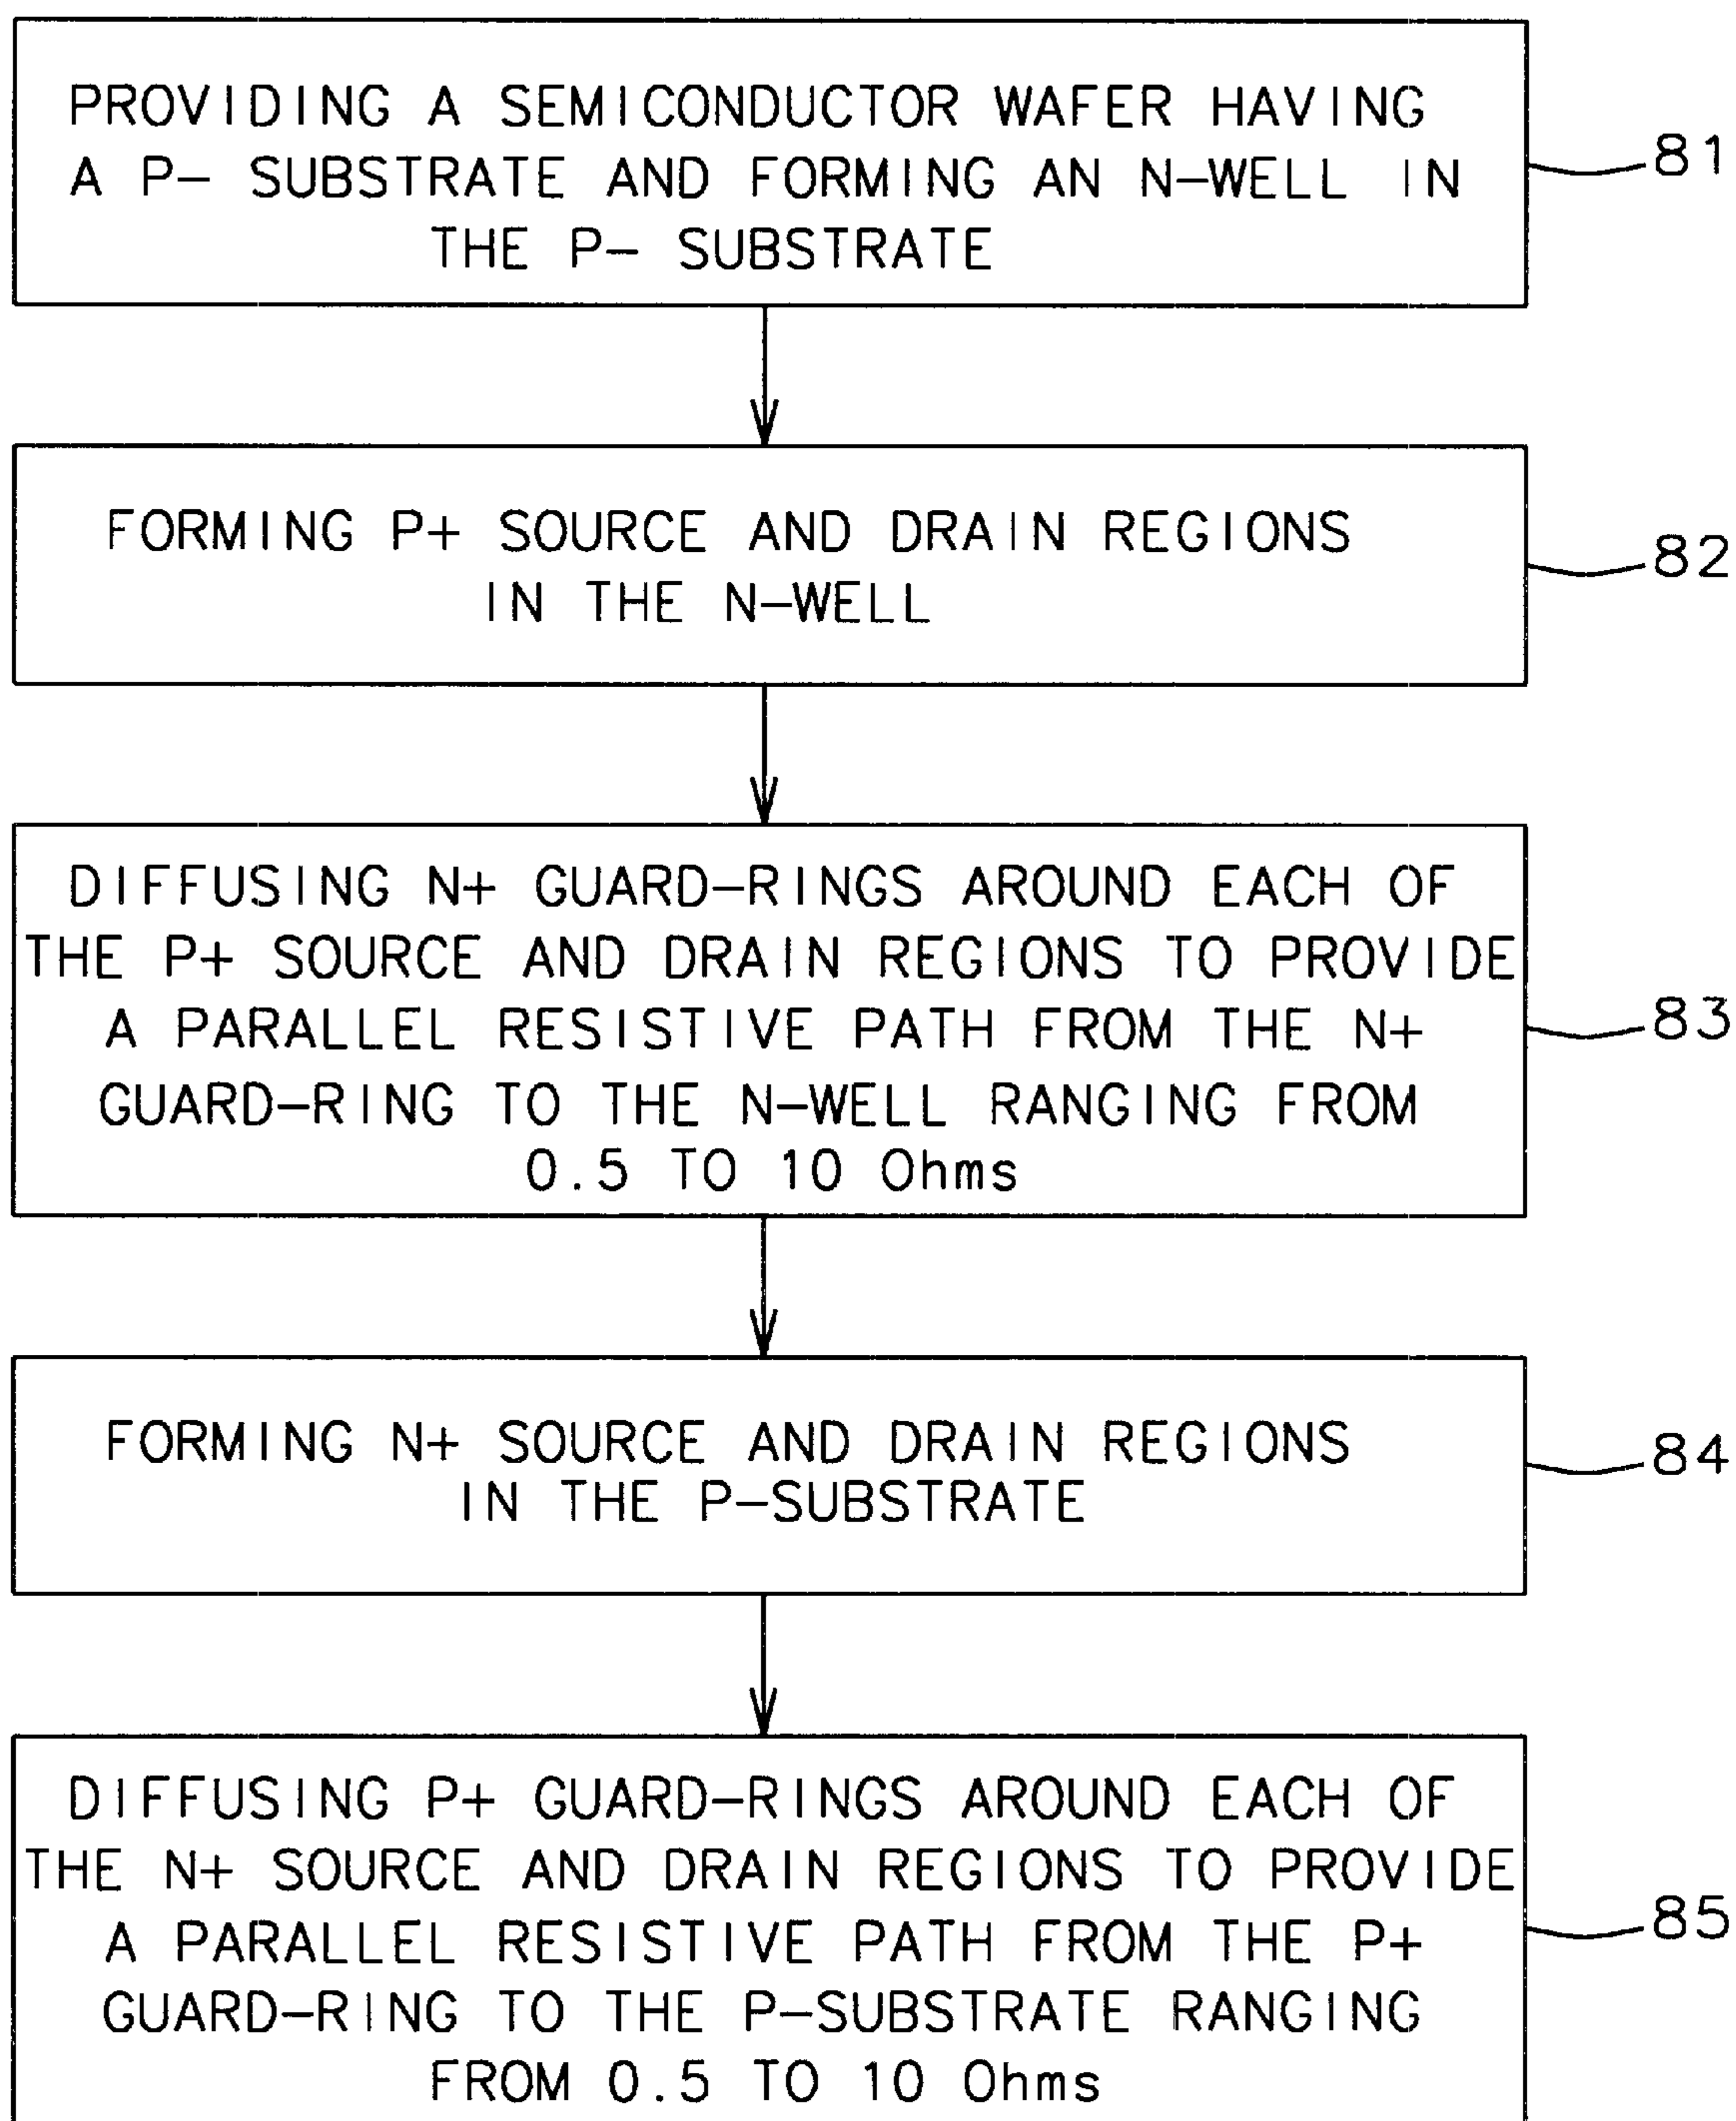 PROVIDING A SEMICONDUCTOR WAFER HAVING
A P- SUBSTRATE AND FORMING AN N-WELL IN
THE P- SUBSTRATE
81
FORMING P+ SOURCE AND DRAIN REGIONS
IN THE N-WELL
82
DIFFUSING N+ GUARD-RINGS AROUND EACH OF
THE P+ SOURCE AND DRAIN REGIONS TO PROVIDE
A PARALLEL RESISTIVE PATH FROM THE N+
GUARD-RING TO THE N-WELL RANGING FROM
0.5 TO 10 Ohms
83
FORMING N+ SOURCE AND DRAIN REGIONS
IN THE P-SUBSTRATE
84
DIFFUSING P+ GUARD-RINGS AROUND EACH OF
THE N+ SOURCE AND DRAIN REGIONS TO PROVIDE
A PARALLEL RESISTIVE PATH FROM THE P+
GUARD-RING TO THE P-SUBSTRATE RANGING
FROM 0.5 TO 10 Ohms
85